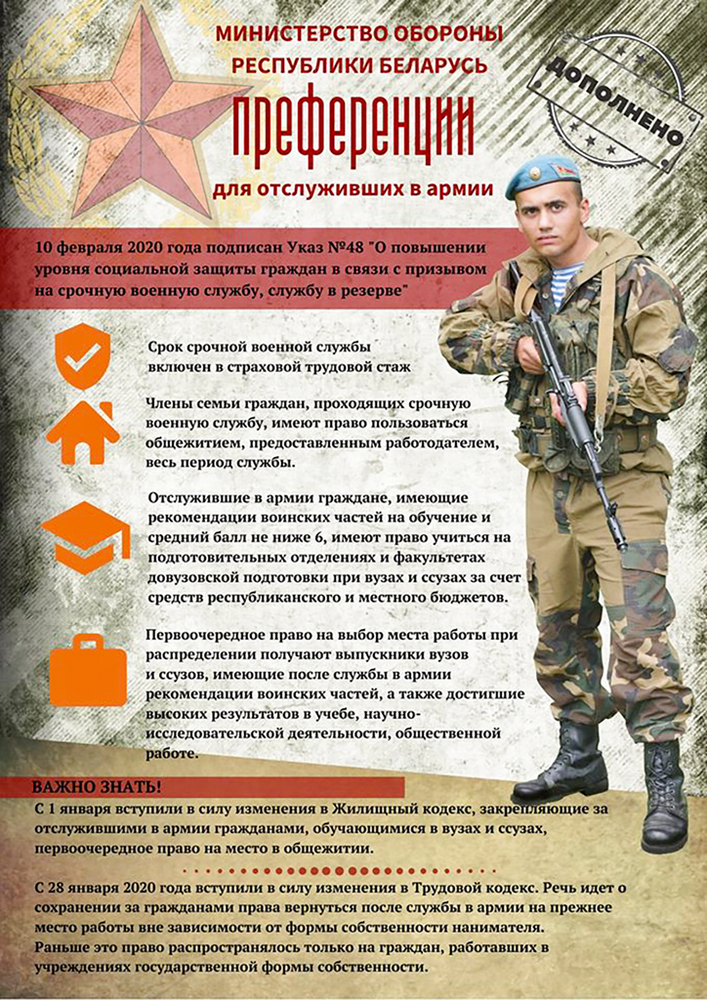 МИНИСТЕРСТВО ОБОРОНЫ
РЕСПУБЛИКИ БЕЛАРУСЬ
преференции
для отслуживших в армии
ДОПОЛНЕНО
10 февраля 2020 года подписан Указ №48 "О повышении
уровня социальной защиты граждан в связи с призывом
на срочную военную службу, службу в резерве"
Срок срочной военной службы
включен в страховой трудовой стаж
Члены семьи граждан, проходящих срочную
военную службу, имеют право пользоваться
общежитием, предоставленным работодателем,
весь период службы.
Отслужившие в армии граждане, имеющие
рекомендации воинских частей на обучение и
средний балл не ниже 6, имеют право учиться на
подготовительных отделениях и факультетах
довузовской подготовки при вузах и ссузах за счет
средств республиканского и местного бюджетов.
Первоочередное право на выбор места работы при
распределении получают выпускники вузов
и ссузов, имеющие после службы в армии
рекомендации воинских частей, а также достигшие
высоких результатов в учебе, научно-
исследовательской деятельности, общественной
работе.
ВАЖНО ЗНАТЬ!
С 1 января вступили в силу изменения в Жилищный кодекс, закрепляющие за
отслужившими в армии гражданами, обучающимися в вузах и ссузах,
первоочередное право на место в общежитии.
С 28 января 2020 года вступили в силу изменения в Трудовой кодекс. Речь идет о
сохранении за гражданами права вернуться после службы в армии на прежнее
место работы вне зависимости от формы собственности нанимателя.
Раньше это право распространялось только на граждан, работавших в
учреждениях государственной формы собственности.